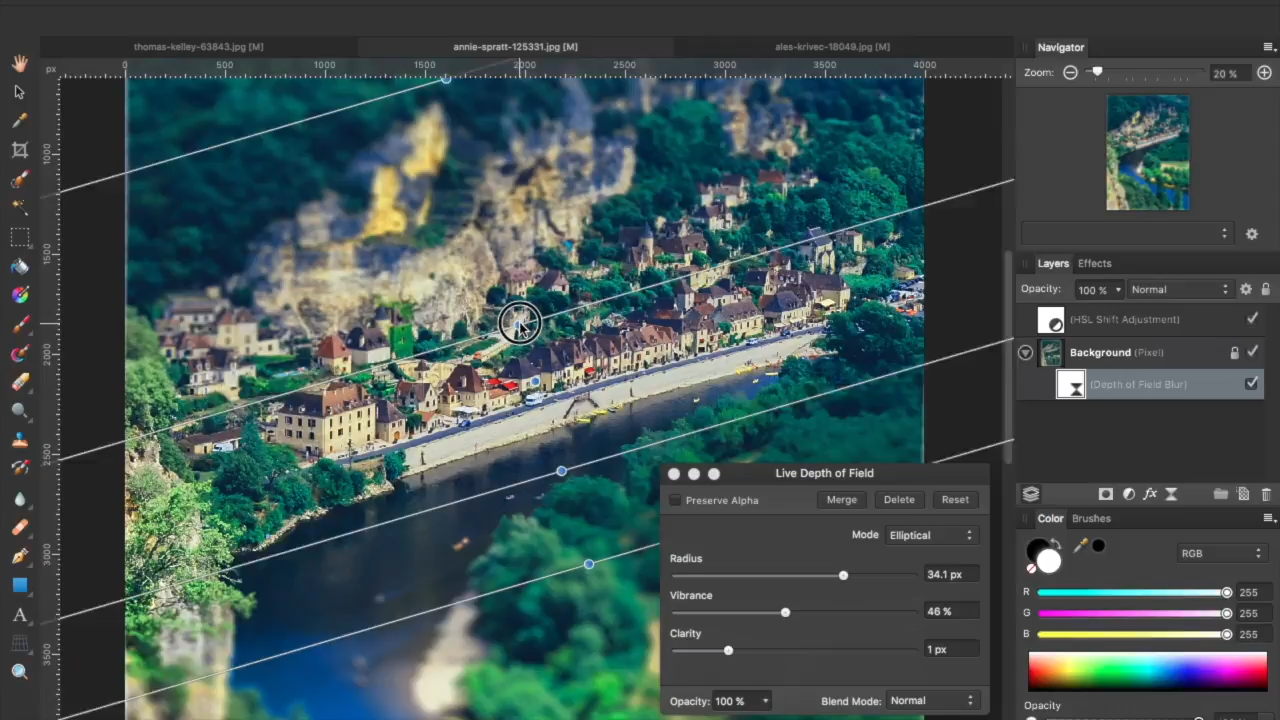 thomas-kelley-63843.jpg [M]
annie-spratt-125331.jpg [M]
ales-krivec-18049.jpg [M]
px
0 500 1000 1500 2000 2500 3000 3500 4000
1000
1500
2000
2500
3000
3500
Navigator
Zoom: 20 %
Layers Effects
Opacity: 100 % Normal
(HSL Shift Adjustment)
Background (Pixel)
(Depth of Field Blur)
fx
Live Depth of Field
Preserve Alpha Merge Delete Reset
Mode Elliptical
Radius
34.1 px
Vibrance
46 %
Clarity
1 px
Opacity: 100 % Blend Mode: Normal
Color Brushes
RGB
R 255
G 255
B 255
Opacity
A